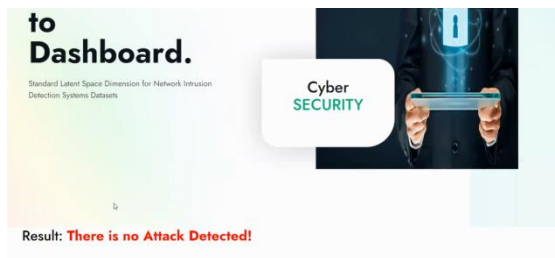 to
Dashboard.
Standard Latent Space Dimension for Network Intrusion
Detection Systems Datasets
Cyber
SECURITY
Result: There is no Attack Detected!